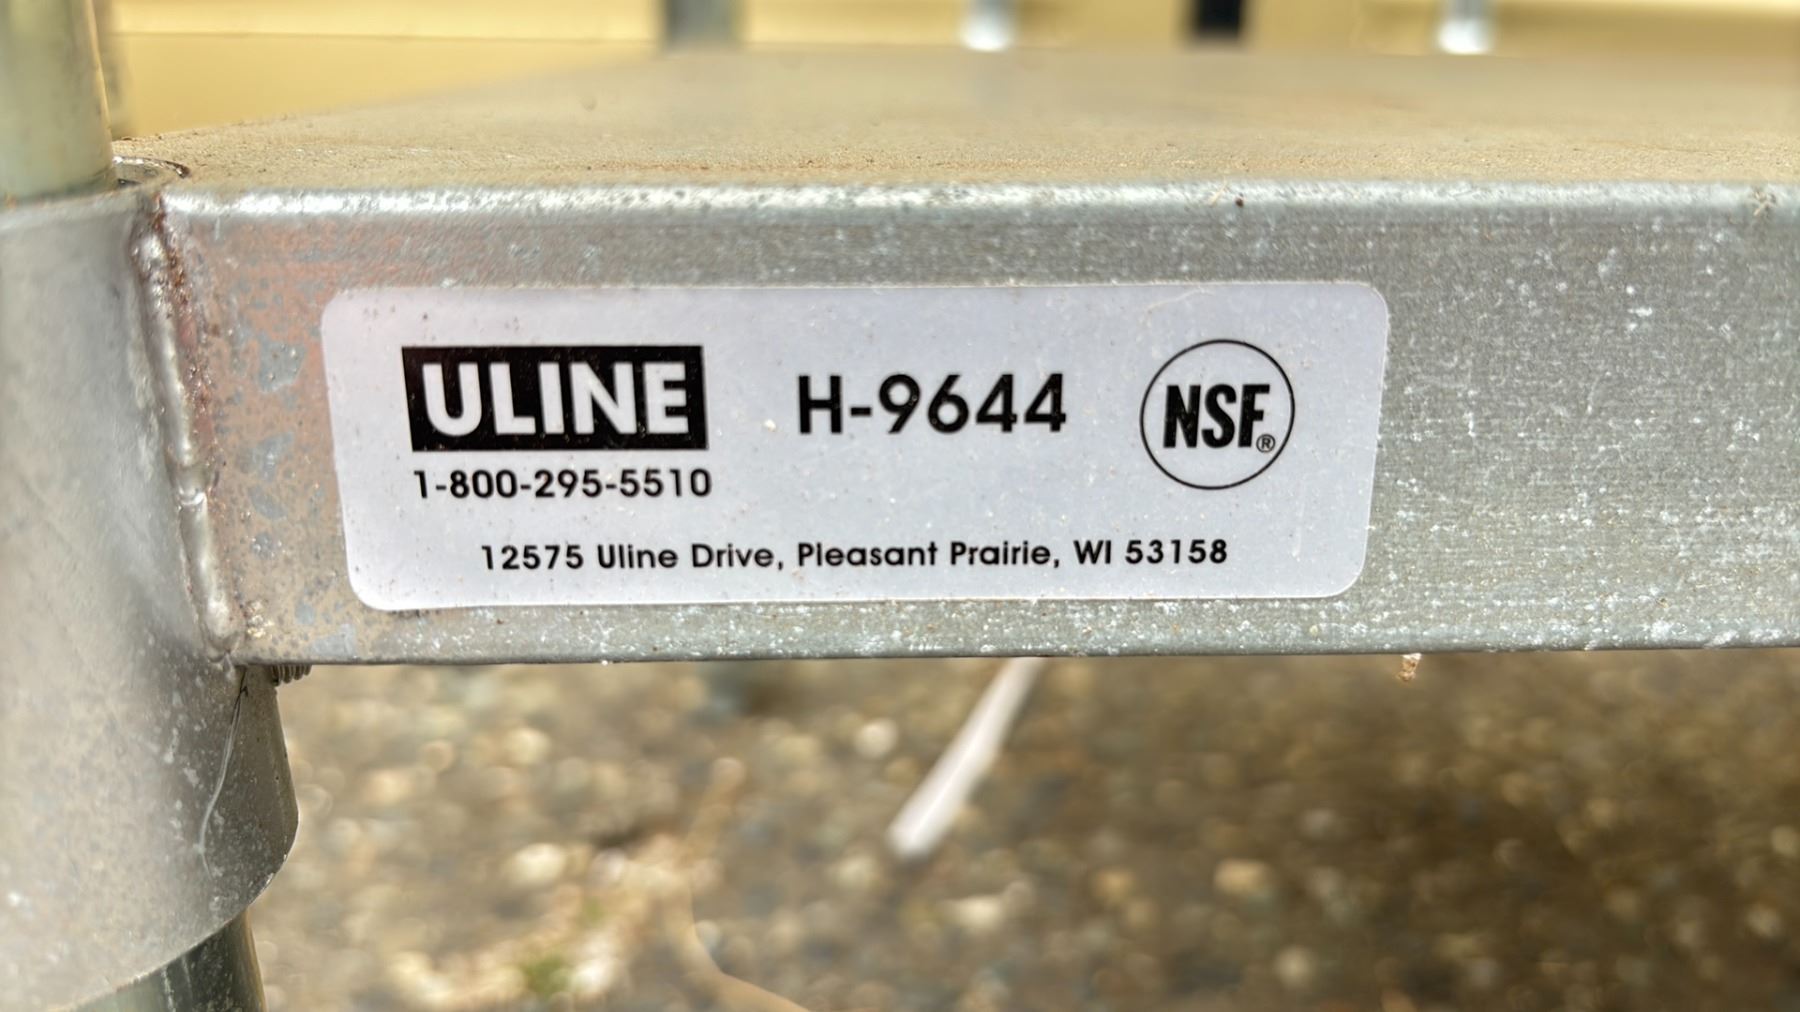 ULINE H-9644 NSF®
1-800-295-5510
12575 Uline Drive, Pleasant Prairie, WI 53158